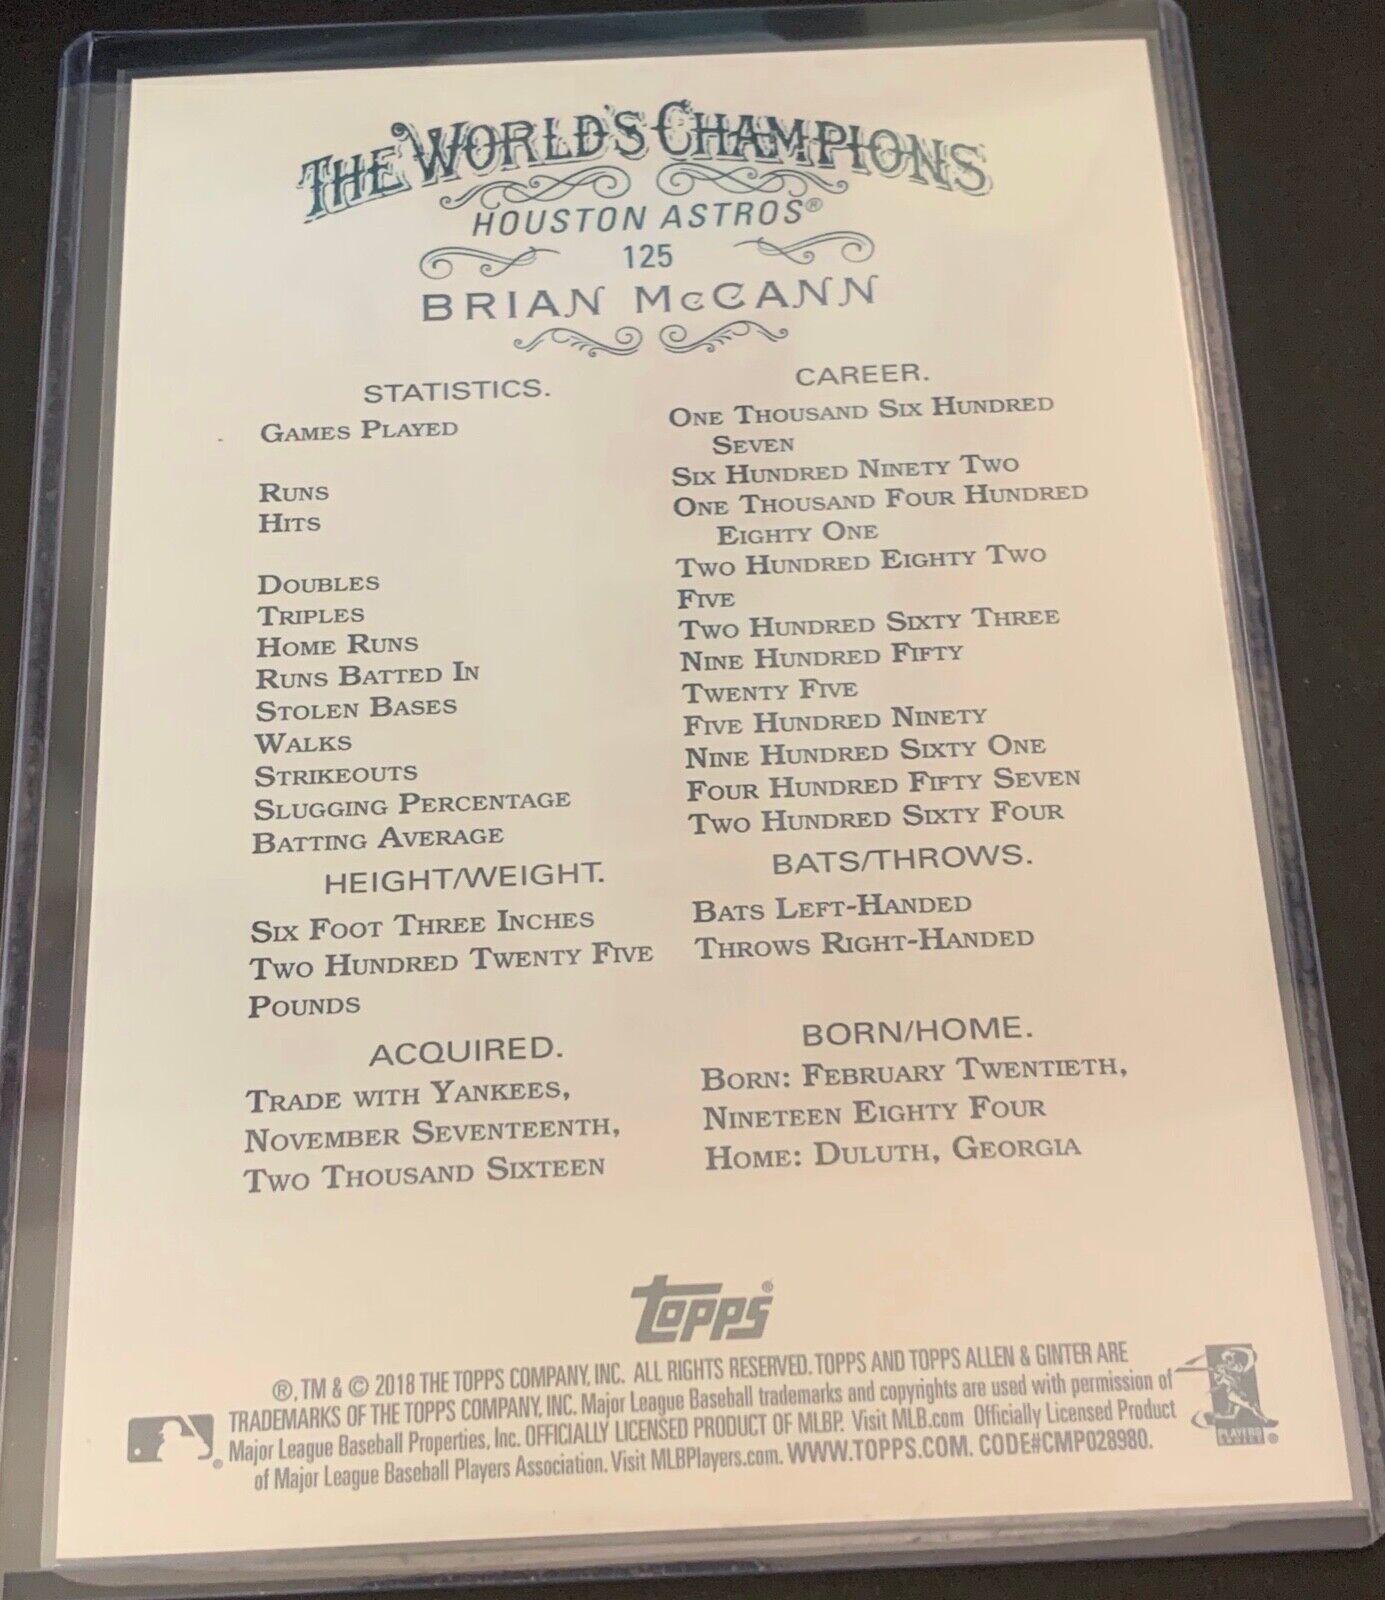 THE WORLD'S CHAMPIONS
HOUSTON ASTROS®
125
BRIAN McCANN
STATISTICS.
GAMES PLAYED
RUNS
HITS
DOUBLES
TRIPLES
HOME RUNS
RUNS BATTED IN
STOLEN BASES
WALKS
STRIKEOUTS
SLUGGING PERCENTAGE
BATTING AVERAGE
CAREER.
ONE THOUSAND SIX HUNDRED
SEVEN
SIX HUNDRED NINETY TWO
ONE THOUSAND FOUR HUNDRED
EIGHTY ONE
TWO HUNDRED EIGHTY TWO
FIVE
TWO HUNDRED SIXTY THREE
NINE HUNDRED FIFTY
TWENTY FIVE
FIVE HUNDRED NINETY
NINE HUNDRED SIXTY ONE
FOUR HUNDRED FIFTY SEVEN
TWO HUNDRED SIXTY FOUR
HEIGHT/WEIGHT.
SIX FOOT THREE INCHES
TWO HUNDRED TWENTY FIVE
POUNDS
BATS/THROWS.
BATS LEFT-HANDED
THROWS RIGHT-HANDED
ACQUIRED.
TRADE WITH YANKEES,
NOVEMBER SEVENTEENTH,
TWO THOUSAND SIXTEEN
BORN/HOME.
BORN: FEBRUARY TWENTIETH,
NINETEEN EIGHTY FOUR
HOME: DULUTH, GEORGIA
topps®
®, TM & © 2018 THE TOPPS COMPANY, INC. ALL RIGHTS RESERVED. TOPPS AND TOPPS ALLEN & GINTER ARE
TRADEMARKS OF THE TOPPS COMPANY, INC. Major League Baseball trademarks and copyrights are used with permission of
Major League Baseball Properties, Inc. OFFICIALLY LICENSED PRODUCT OF MLBP. Visit MLB.com Officially Licensed Product
of Major League Baseball Players Association. Visit MLBPlayers.com. WWW.TOPPS.COM. CODE#CMP028980.
PLAYERS